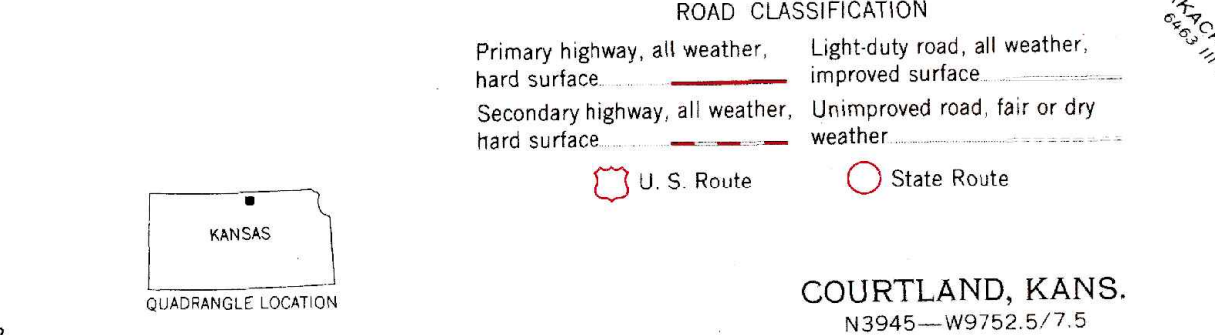 ROAD CLASSIFICATION
Primary highway, all weather,
hard surface
Light-duty road, all weather,
improved surface
Secondary highway, all weather,
hard surface
Unimproved road, fair or dry
weather
U. S. Route
State Route
KANSAS
QUADRANGLE LOCATION
COURTLAND, KANS.
N3945—W9752.5/7.5